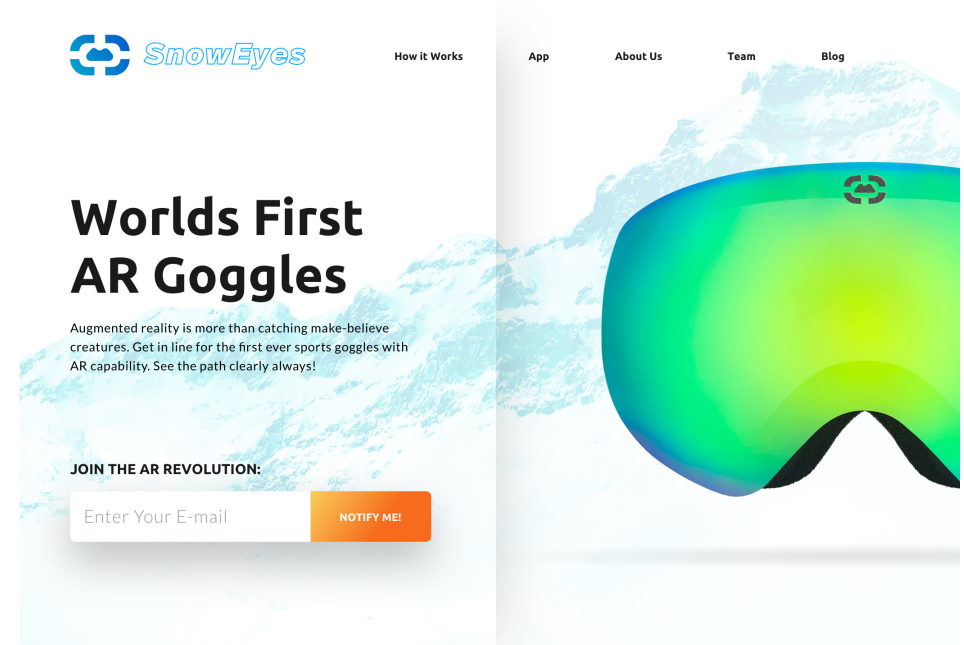 SnowEyes
How it Works
App
About Us
Team
Blog
Worlds First
AR Goggles
Augmented reality is more than catching make-believe
creatures. Get in line for the first ever sports goggles with
AR capability. See the path clearly always!
JOIN THE AR REVOLUTION:
Enter Your E-mail
NOTIFY ME!